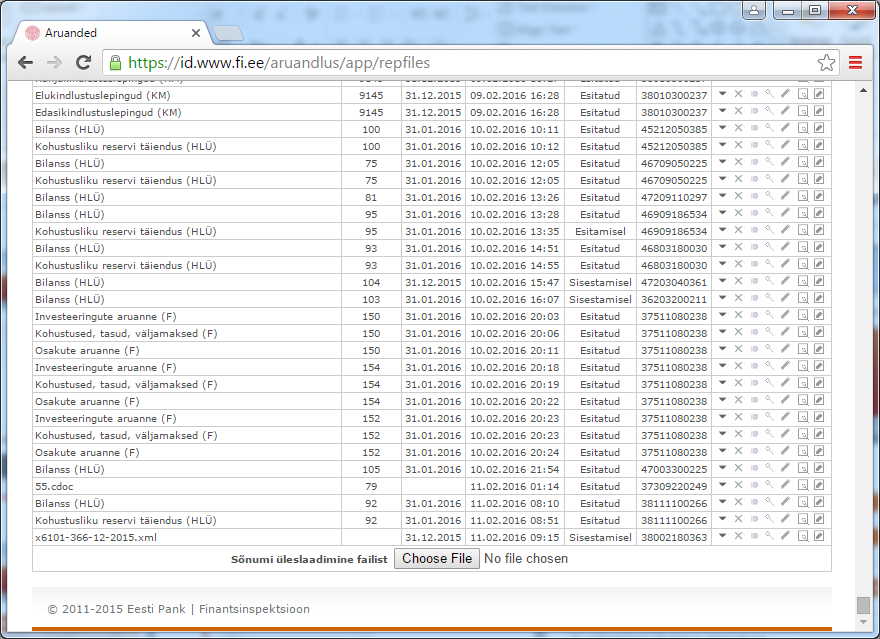 Aruanded
https://id.www.fi.ee/aruandlus/app/repfiles
Elukindlustuslepingud (KM) 9145 31.12.2015 09.02.2016 16:28 Esitatud 38010300237
Edasikindlustuslepingud (KM) 9145 31.12.2015 09.02.2016 16:28 Esitatud 38010300237
Bilanss (HLÜ) 100 31.01.2016 10.02.2016 10:11 Esitatud 45212050385
Kohustusliku reservi täiendus (HLÜ) 100 31.01.2016 10.02.2016 10:12 Esitatud 45212050385
Bilanss (HLÜ) 75 31.01.2016 10.02.2016 12:05 Esitatud 46709050225
Kohustusliku reservi täiendus (HLÜ) 75 31.01.2016 10.02.2016 12:05 Esitatud 46709050225
Bilanss (HLÜ) 81 31.01.2016 10.02.2016 13:26 Esitatud 47209110297
Bilanss (HLÜ) 95 31.01.2016 10.02.2016 13:28 Esitatud 46909186534
Kohustusliku reservi täiendus (HLÜ) 95 31.01.2016 10.02.2016 13:35 Esitamisel 46909186534
Bilanss (HLÜ) 93 31.01.2016 10.02.2016 14:51 Esitatud 46803180030
Kohustusliku reservi täiendus (HLÜ) 93 31.01.2016 10.02.2016 14:55 Esitatud 46803180030
Bilanss (HLÜ) 104 31.12.2015 10.02.2016 15:47 Sisestamisel 47203040361
Bilanss (HLÜ) 103 31.01.2016 10.02.2016 16:07 Sisestamisel 36203200211
Investeeringute aruanne (F) 150 31.01.2016 10.02.2016 20:03 Esitatud 37511080238
Kohustused, tasud, väljamaksed (F) 150 31.01.2016 10.02.2016 20:06 Esitatud 37511080238
Osakute aruanne (F) 150 31.01.2016 10.02.2016 20:11 Esitatud 37511080238
Investeeringute aruanne (F) 154 31.01.2016 10.02.2016 20:18 Esitatud 37511080238
Kohustused, tasud, väljamaksed (F) 154 31.01.2016 10.02.2016 20:19 Esitatud 37511080238
Osakute aruanne (F) 154 31.01.2016 10.02.2016 20:22 Esitatud 37511080238
Investeeringute aruanne (F) 152 31.01.2016 10.02.2016 20:23 Esitatud 37511080238
Kohustused, tasud, väljamaksed (F) 152 31.01.2016 10.02.2016 20:23 Esitatud 37511080238
Osakute aruanne (F) 152 31.01.2016 10.02.2016 20:24 Esitatud 37511080238
Bilanss (HLÜ) 105 31.01.2016 10.02.2016 21:54 Esitatud 47003300225
55.cdoc 79 11.02.2016 01:14 Esitatud 37309220249
Bilanss (HLÜ) 92 31.01.2016 11.02.2016 08:10 Esitatud 38111100266
Kohustusliku reservi täiendus (HLÜ) 92 31.01.2016 11.02.2016 08:51 Esitatud 38111100266
x6101-366-12-2015.xml 31.12.2015 11.02.2016 09:15 Sisestamisel 38002180363
Sõnumi üleslaadimine failist Choose File No file chosen
© 2011-2015 Eesti Pank | Finantsinspektsioon